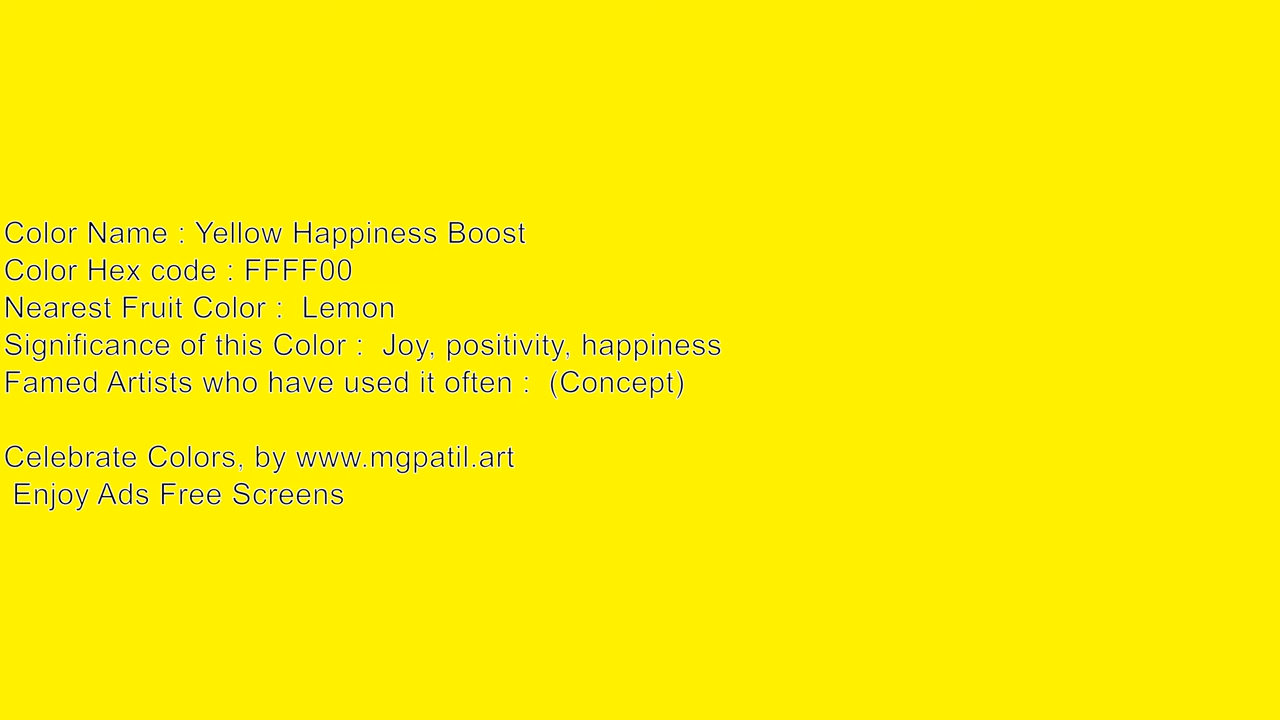 Color Name : Yellow Happiness Boost
Color Hex code : FFFF00
Nearest Fruit Color :  Lemon
Significance of this Color :  Joy, positivity, happiness
Famed Artists who have used it often :  (Concept)
Celebrate Colors, by www.mgpatil.art
Enjoy Ads Free Screens